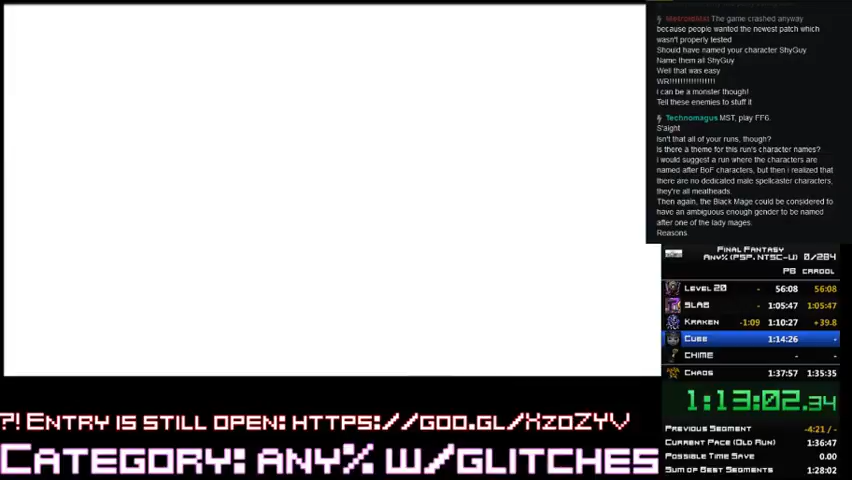 MetroidMst The game crashed anyway
because people wanted the newest patch which
wasn't properly tested
Should have named your character ShyGuy
Name them all ShyGuy
Well that was easy
WR!!!!!!!!!!!!!!!!!
I can be a monster though!
Tell these enemies to stuff it
Technomagus MST, play FF6.
S'aight
Isn't that all of your runs, though?
Is there a theme for this run's character names?
I would suggest a run where the characters are
named after BoF characters, but then i realized that
there are no dedicated male spellcaster characters,
they're all meatheads.
Then again, the Black Mage could be considered to
have an ambiguous enough gender to be named
after one of the lady mages.
Reasons
Final Fantasy
Any% (PSP, NTSC-U) 0/284
PB
Level 20 - 56:08 56:08
SLAB - 1:05:47 1:05:47
Kraken -1:09 1:10:27 +39.8
Cube 1:14:26 -
CHIME - -
Chaos 1:37:57 1:35:35
1:13:02.34
Previous Segment -4:21 / -
Current Pace (Old Run) 1:36:47
Possible Time Save 0.00
Sum of Best Segments 1:28:02
?! Entry is still open: https://goo.gl/XzoZYV
Category: any% w/glitches